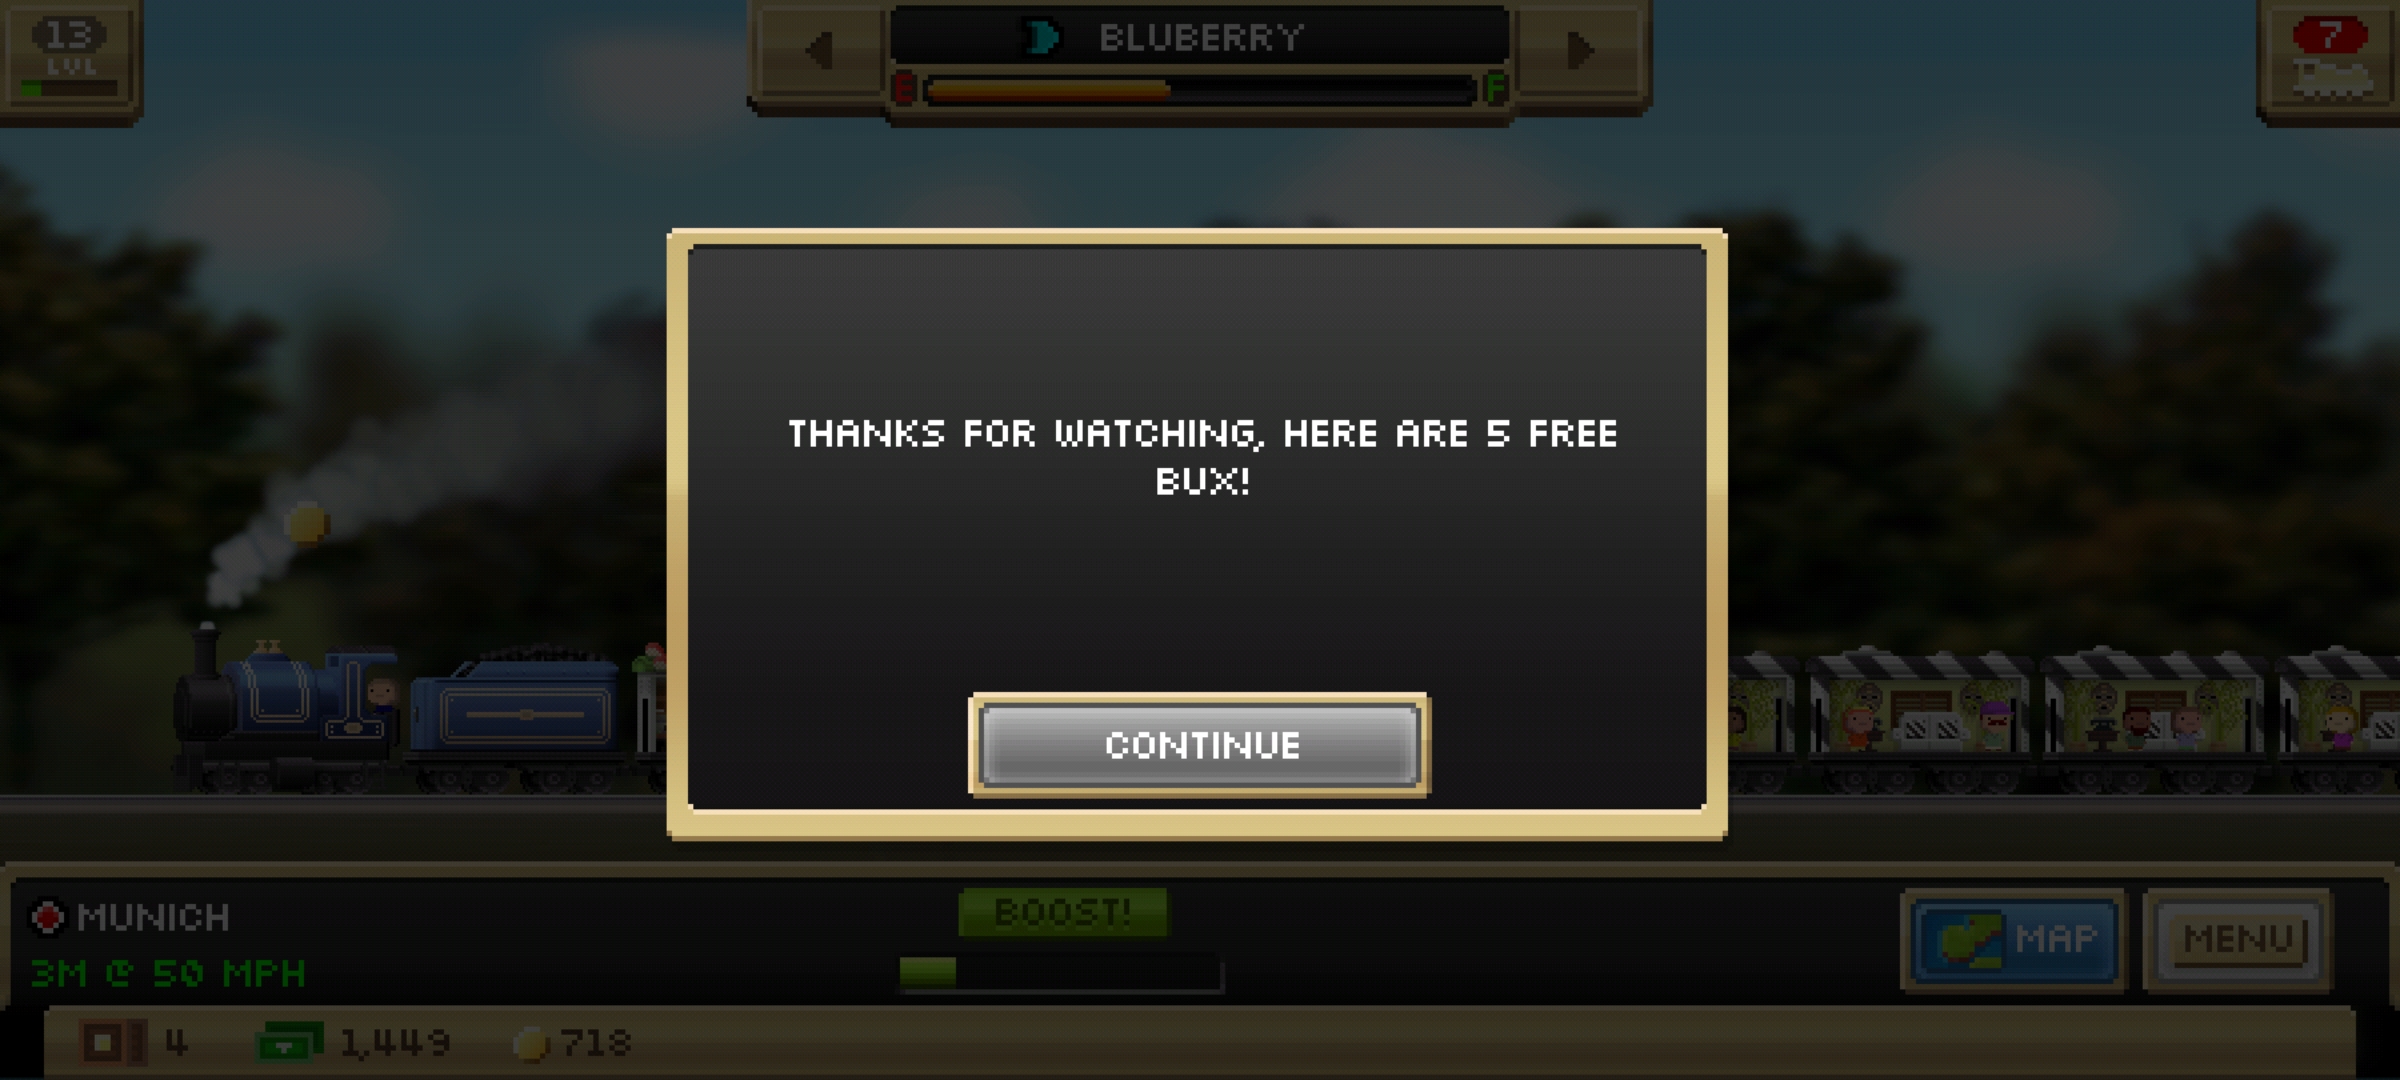 13
LVL
BLUBERRY
E F
7
THANKS FOR WATCHING, HERE ARE 5 FREE
BUX!
CONTINUE
MUNICH
3M @ 50 MPH
BOOST!
MAP
MENU
4 1,449 718